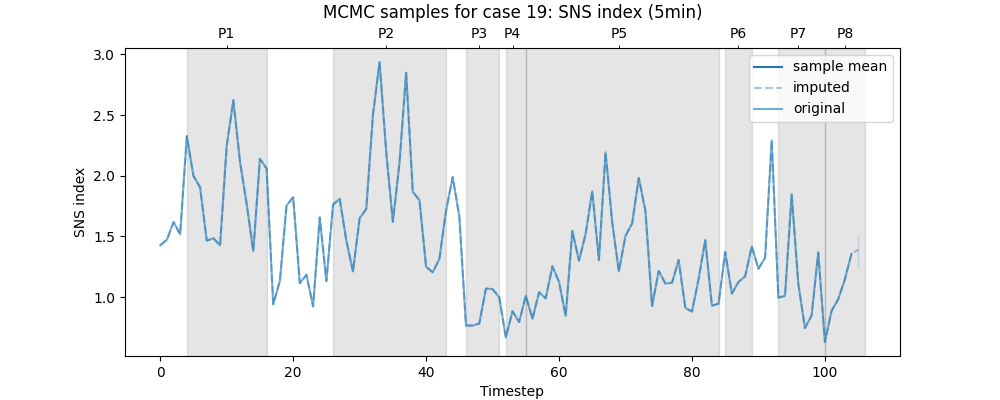 MCMC samples for case 19: SNS index (5min)
P1 P2 P3 P4 P5 P6 P7 P8
3.0
2.5
2.0
1.5
1.0
SNS index
sample mean
imputed
original
0 20 40 60 80 100
Timestep